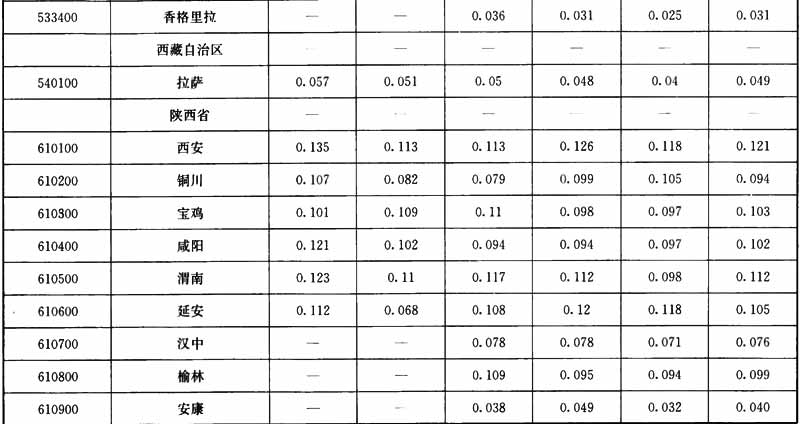 533400 香格里拉 — — 0.036 0.031 0.025 0.031
西藏自治区 — — — — — —
540100 拉萨 0.057 0.051 0.05 0.048 0.04 0.049
陕西省 — — — — — —
610100 西安 0.135 0.113 0.113 0.126 0.118 0.121
610200 铜川 0.107 0.082 0.079 0.099 0.105 0.094
610300 宝鸡 0.101 0.109 0.11 0.098 0.097 0.103
610400 咸阳 0.121 0.102 0.094 0.094 0.097 0.102
610500 渭南 0.123 0.11 0.117 0.112 0.098 0.112
610600 延安 0.112 0.068 0.108 0.12 0.118 0.105
610700 汉中 — — 0.078 0.078 0.071 0.076
610800 榆林 — — 0.109 0.095 0.094 0.099
610900 安康 — — 0.038 0.049 0.032 0.040